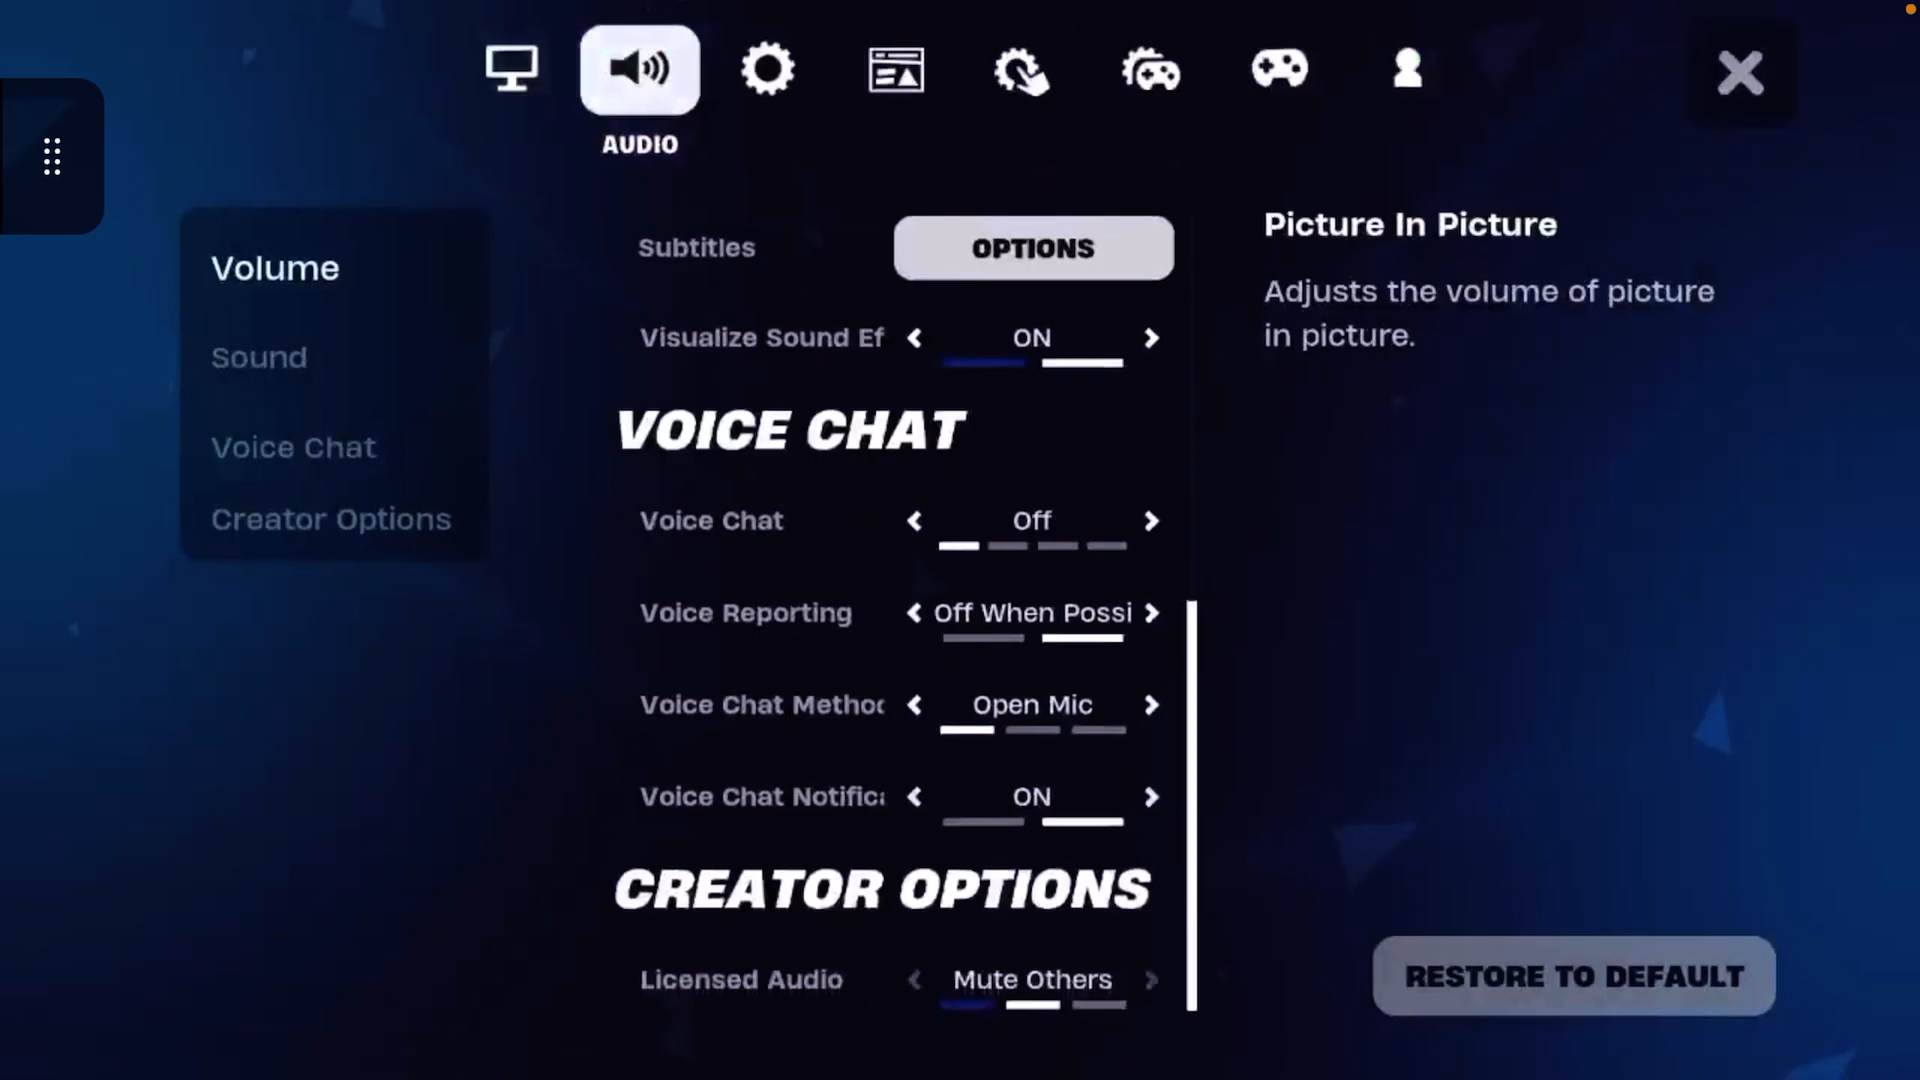 AUDIO
Volume
Sound
Voice Chat
Creator Options
Subtitles
OPTIONS
Visualize Sound Ef
ON
VOICE CHAT
Voice Chat
Off
Voice Reporting
Off When Possi
Voice Chat Method
Open Mic
Voice Chat Notifica
ON
CREATOR OPTIONS
Licensed Audio
Mute Others
Picture In Picture
Adjusts the volume of picture
in picture.
RESTORE TO DEFAULT